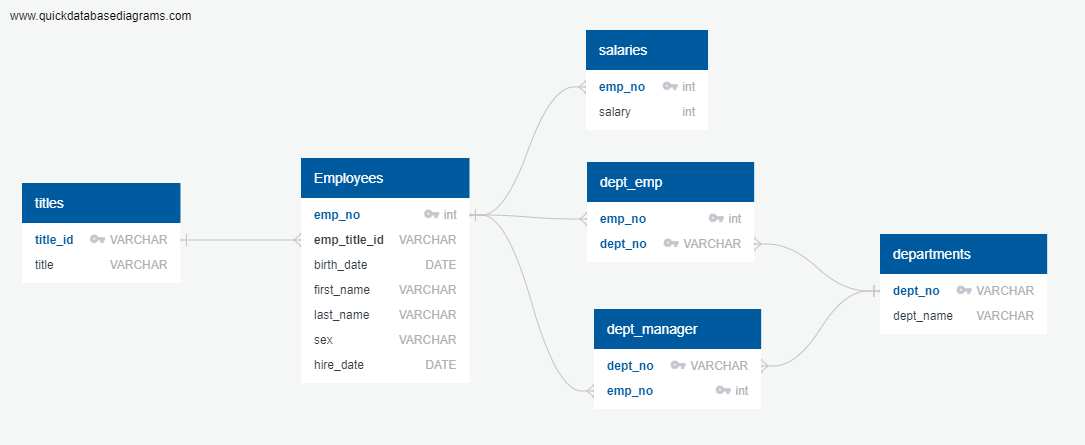 www.quickdatabasediagrams.com
titles
title_id VARCHAR
title VARCHAR
Employees
emp_no int
emp_title_id VARCHAR
birth_date DATE
first_name VARCHAR
last_name VARCHAR
sex VARCHAR
hire_date DATE
salaries
emp_no int
salary int
dept_emp
emp_no int
dept_no VARCHAR
dept_manager
dept_no VARCHAR
emp_no int
departments
dept_no VARCHAR
dept_name VARCHAR